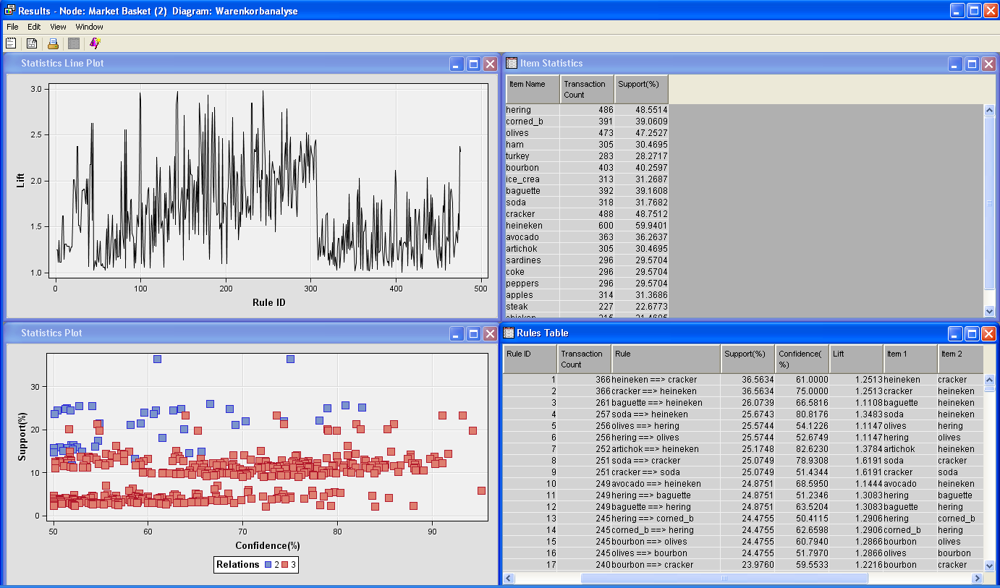 Results - Node: Market Basket (2) Diagram: Warenkorbanalyse
File Edit View Window
Statistics Line Plot
3.0
2.5
2.0
1.5
1.0
Lift
0 100 200 300 400 500
Rule ID
Item Statistics
Item Name Transaction Count Support(%)
hering 486 48.5514
corned_b 391 39.0609
olives 473 47.2527
ham 305 30.4695
turkey 283 28.2717
bourbon 403 40.2597
ice_crea 313 31.2687
baguette 392 39.1608
soda 318 31.7682
cracker 488 48.7512
heineken 600 59.9401
avocado 363 36.2637
artichok 305 30.4695
sardines 296 29.5704
coke 296 29.5704
peppers 296 29.5704
apples 314 31.3686
steak 227 22.6773
Statistics Plot
30
20
10
0
Support(%)
50 60 70 80 90
Confidence(%)
Relations 2 3
Rules Table
Rule ID Transaction Count Rule Support(%) Confidence(%) Lift Item 1 Item 2
1 366 heineken ==> cracker 36.5634 61.0000 1.2513 heineken cracker
2 366 cracker ==> heineken 36.5634 75.0000 1.2513 cracker heineken
3 261 baguette ==> heineken 26.0739 66.5816 1.1108 baguette heineken
4 257 soda ==> heineken 25.6743 80.8176 1.3483 soda heineken
5 256 olives ==> hering 25.5744 54.1226 1.1147 olives hering
6 256 hering ==> olives 25.5744 52.6749 1.1147 hering olives
7 252 artichok ==> heineken 25.1748 82.6230 1.3784 artichok heineken
8 251 soda ==> cracker 25.0749 78.9308 1.6191 soda cracker
9 251 cracker ==> soda 25.0749 51.4344 1.6191 cracker soda
10 249 avocado ==> heineken 24.8751 68.5950 1.1444 avocado heineken
11 249 hering ==> baguette 24.8751 51.2346 1.3083 hering baguette
12 249 baguette ==> hering 24.8751 63.5204 1.3083 baguette hering
13 245 hering ==> corned_b 24.4755 50.4115 1.2906 hering corned_b
14 245 corned_b ==> hering 24.4755 62.6598 1.2906 corned_b hering
15 245 bourbon ==> olives 24.4755 60.7940 1.2866 bourbon olives
16 245 olives ==> bourbon 24.4755 51.7970 1.2866 olives bourbon
17 240 bourbon ==> cracker 23.9760 59.5533 1.2216 bourbon cracker